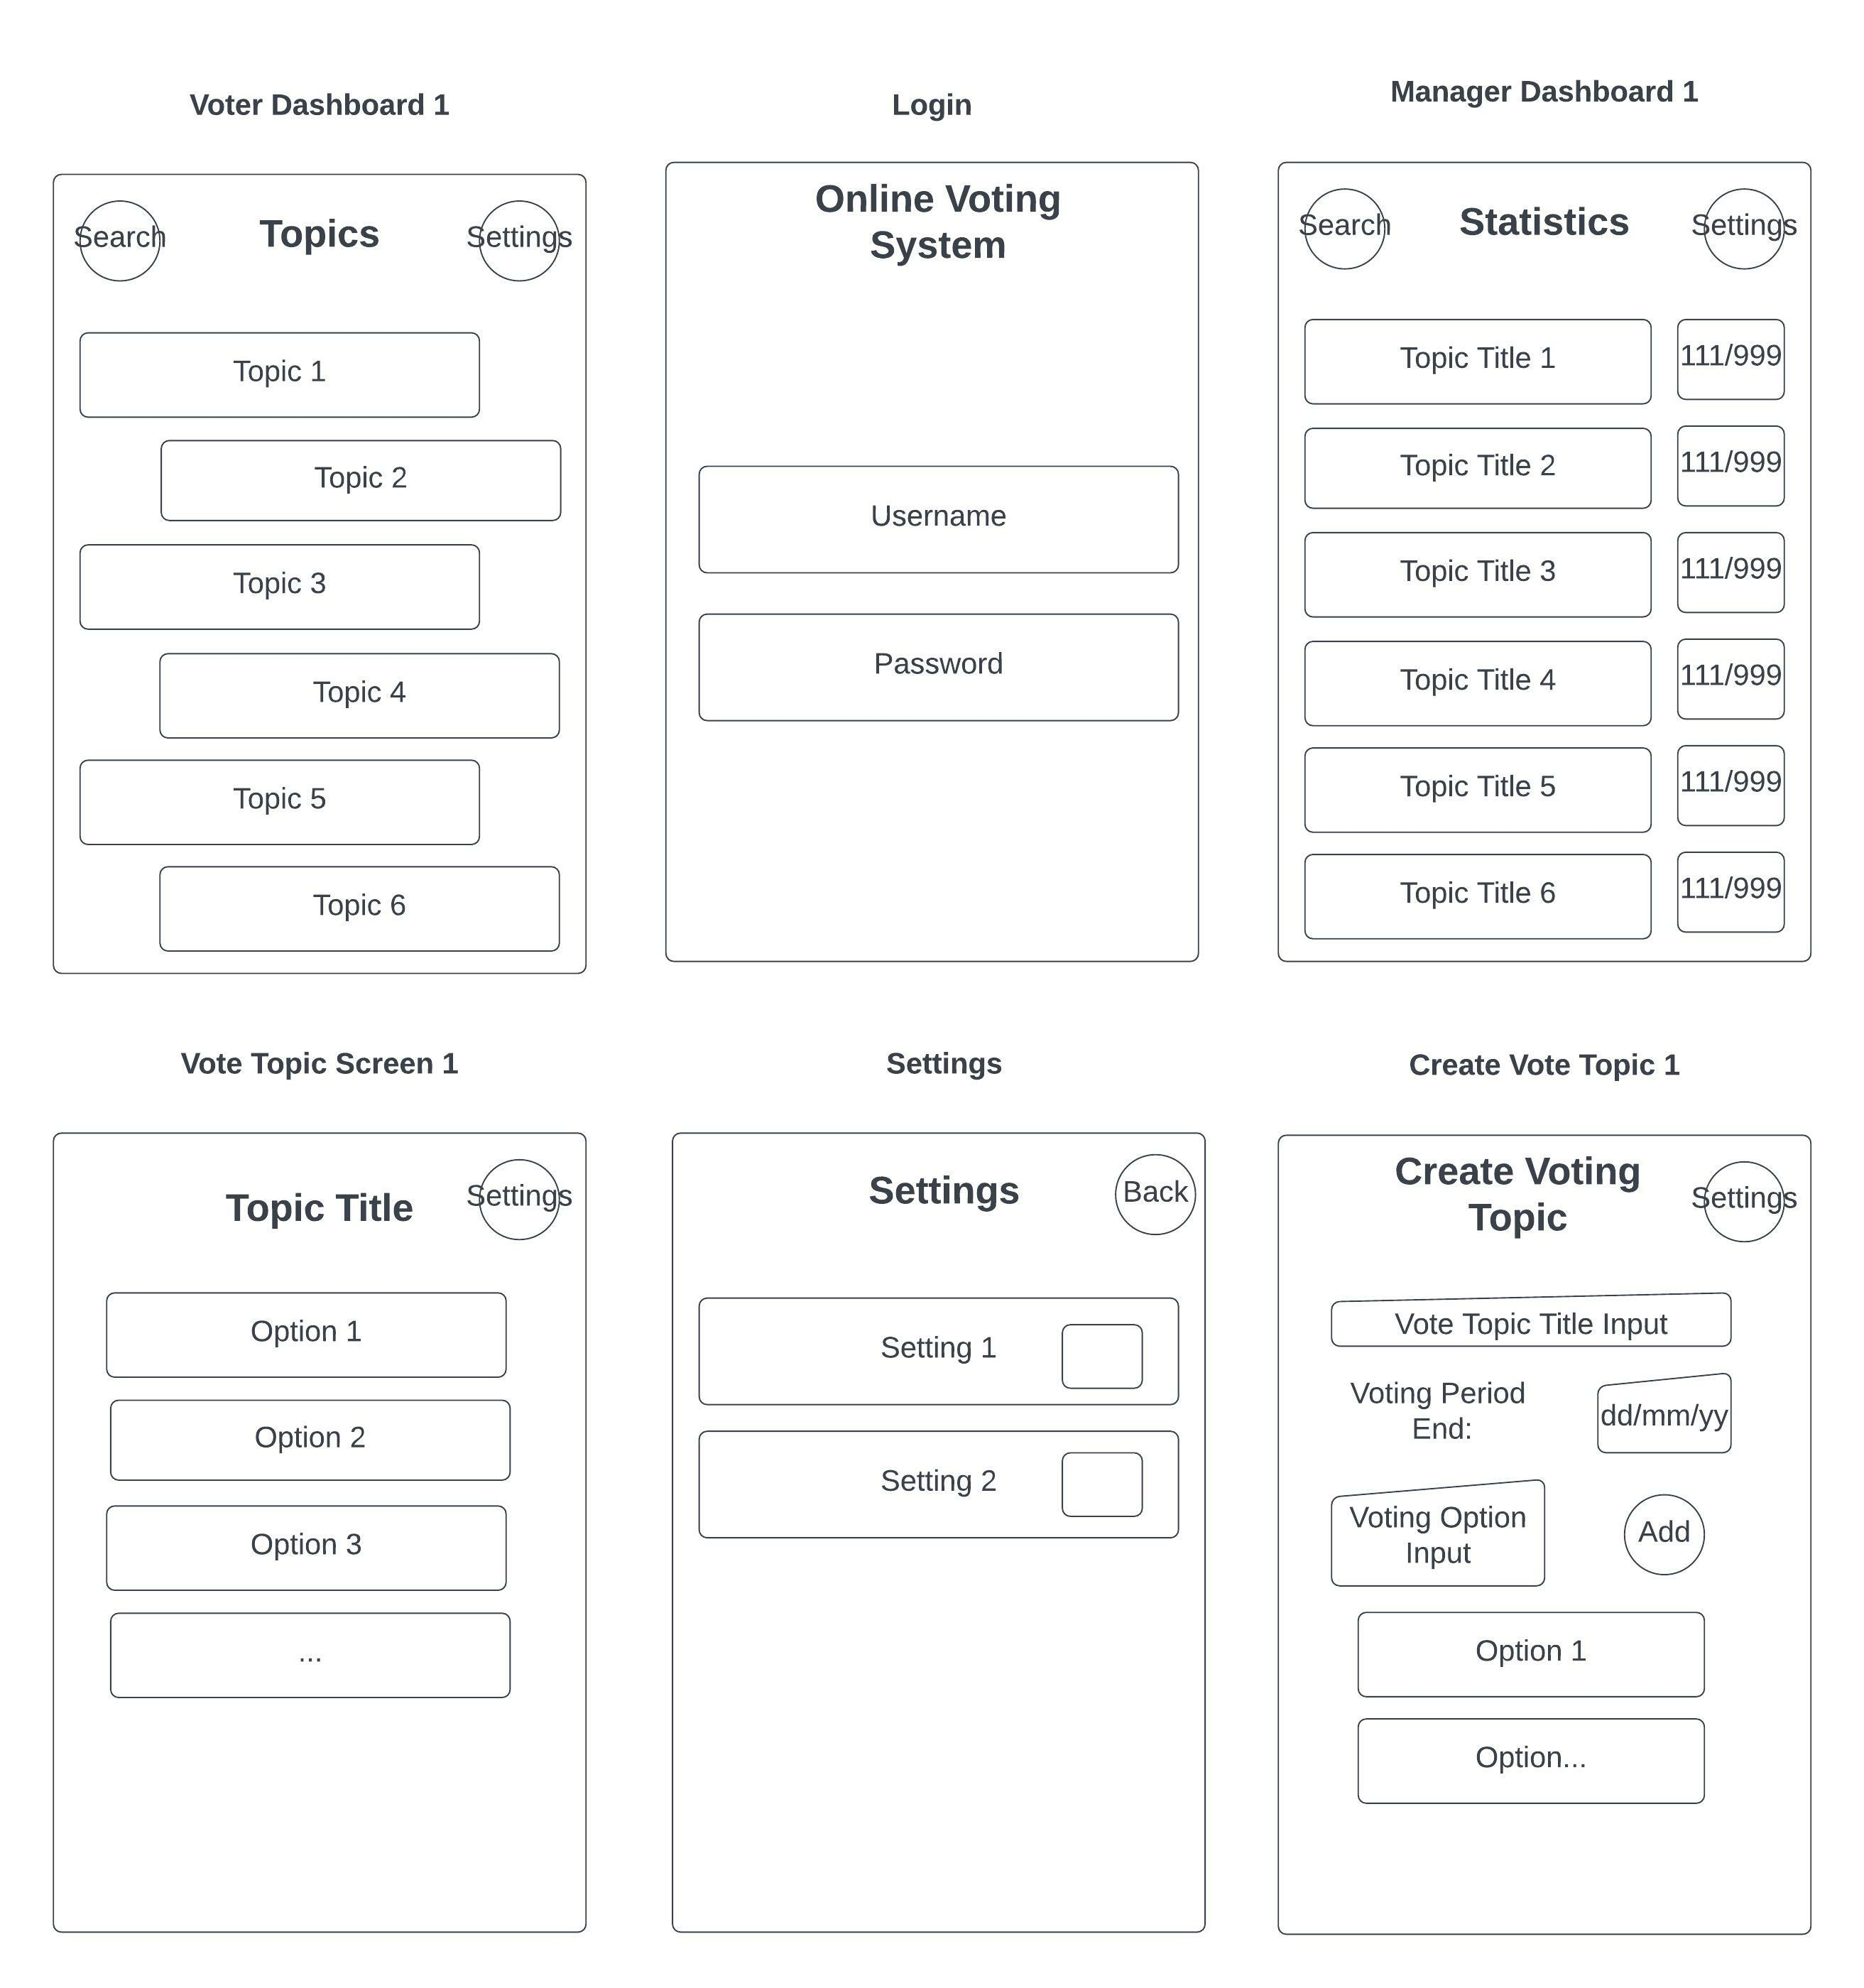 Voter Dashboard 1
Search
Topics
Settings
Topic 1
Topic 2
Topic 3
Topic 4
Topic 5
Topic 6
Login
Online Voting
System
Username
Password
Manager Dashboard 1
Search
Statistics
Settings
Topic Title 1
111/999
Topic Title 2
111/999
Topic Title 3
111/999
Topic Title 4
111/999
Topic Title 5
111/999
Topic Title 6
111/999
Vote Topic Screen 1
Topic Title
Settings
Option 1
Option 2
Option 3
...
Settings
Settings
Back
Setting 1
Setting 2
Create Vote Topic 1
Create Voting
Topic
Settings
Vote Topic Title Input
Voting Period
End:
dd/mm/yy
Voting Option
Input
Add
Option 1
Option...